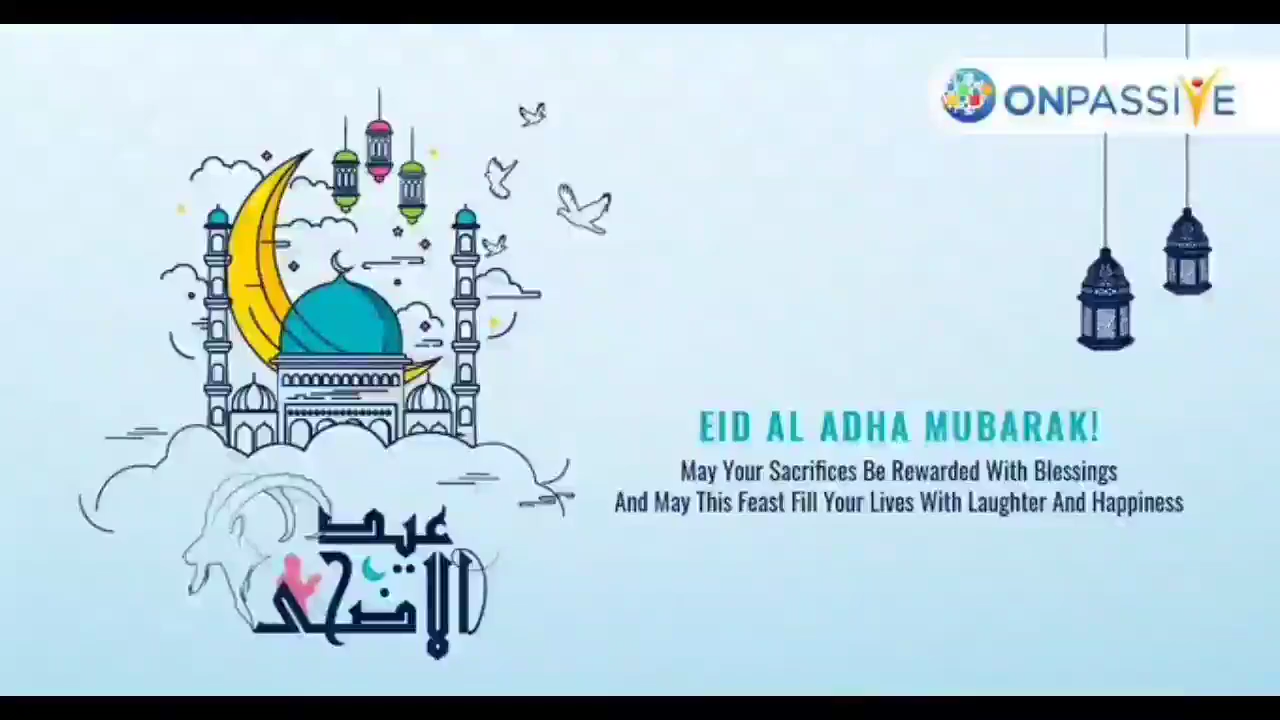 ONPASSIVE
EID AL ADHA MUBARAK!
May Your Sacrifices Be Rewarded With Blessings
And May This Feast Fill Your Lives With Laughter And Happiness
عيد
الاضحى